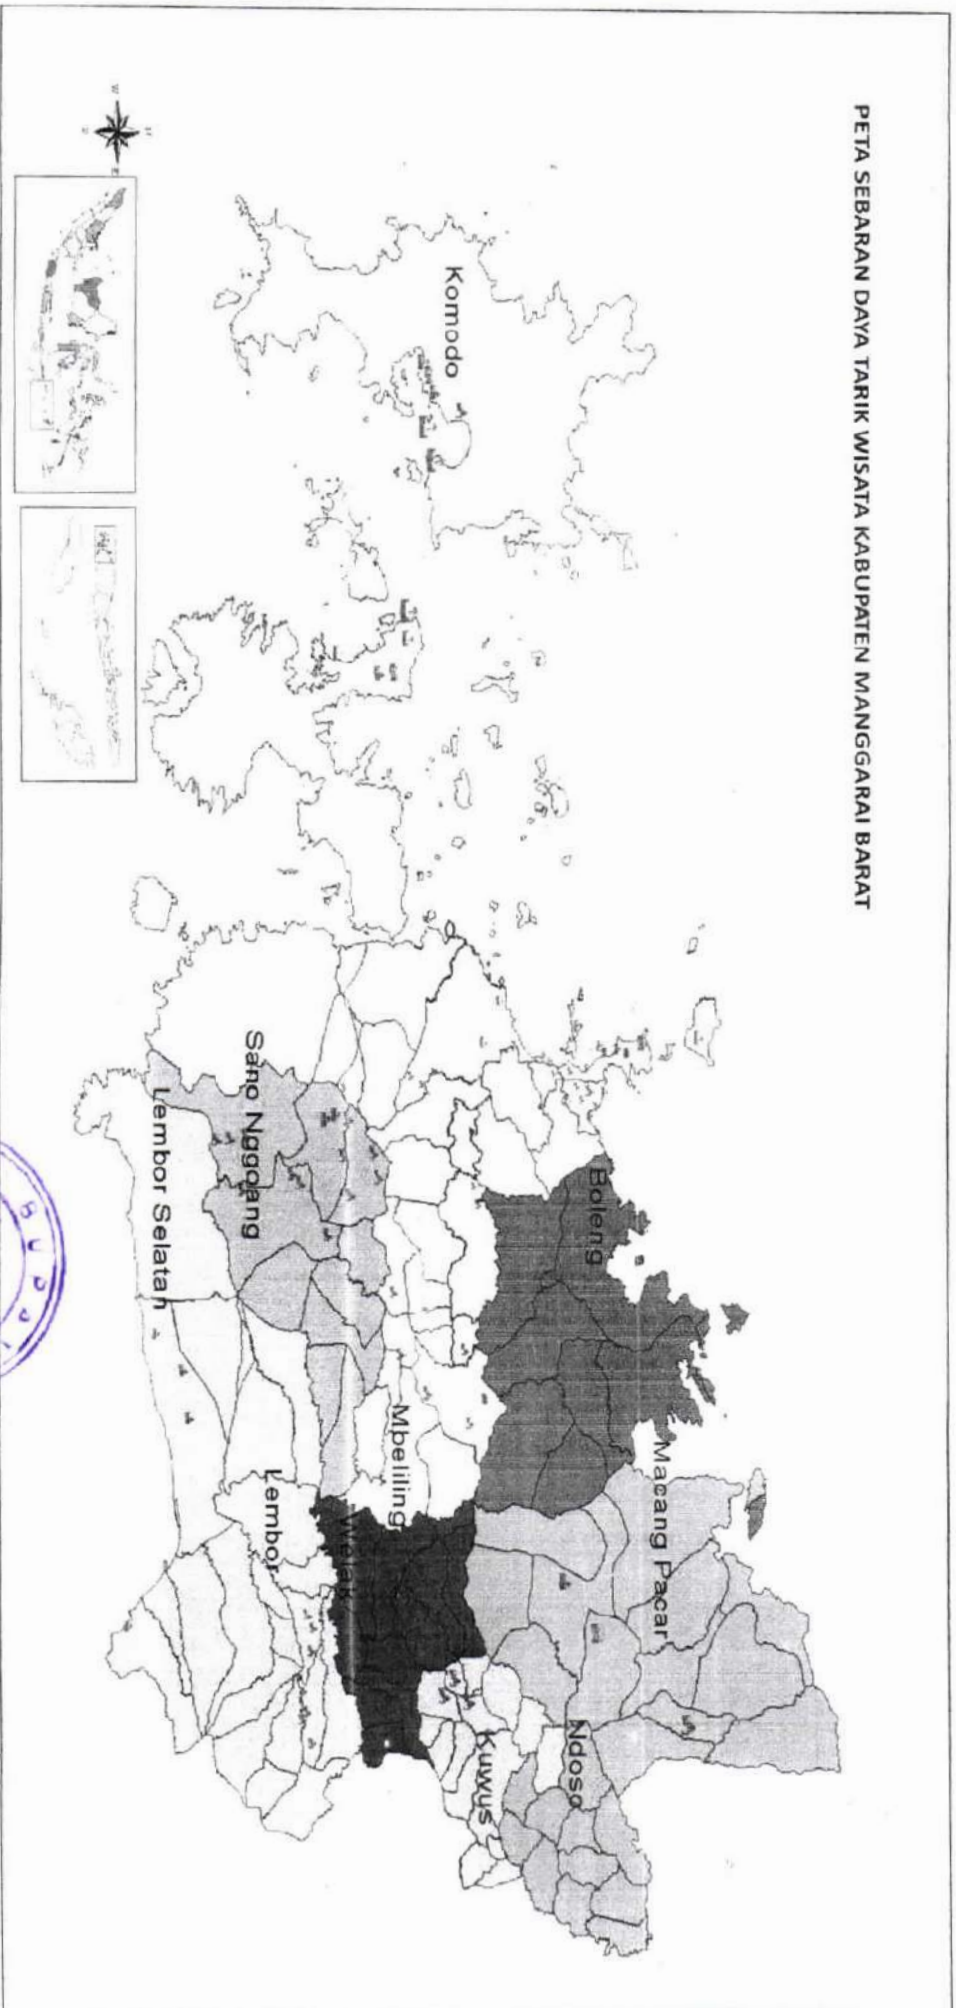 PETA SEBARAN DAYA TARIK WISATA KABUPATEN MANGGARAI BARAT
W
E
Komodo
Boleng
Macang Pacar
Ndoso
Kuwus
Mbeliling
Welak
Sano Nggoang
Lembor
Lembor Selatan
BUPATI